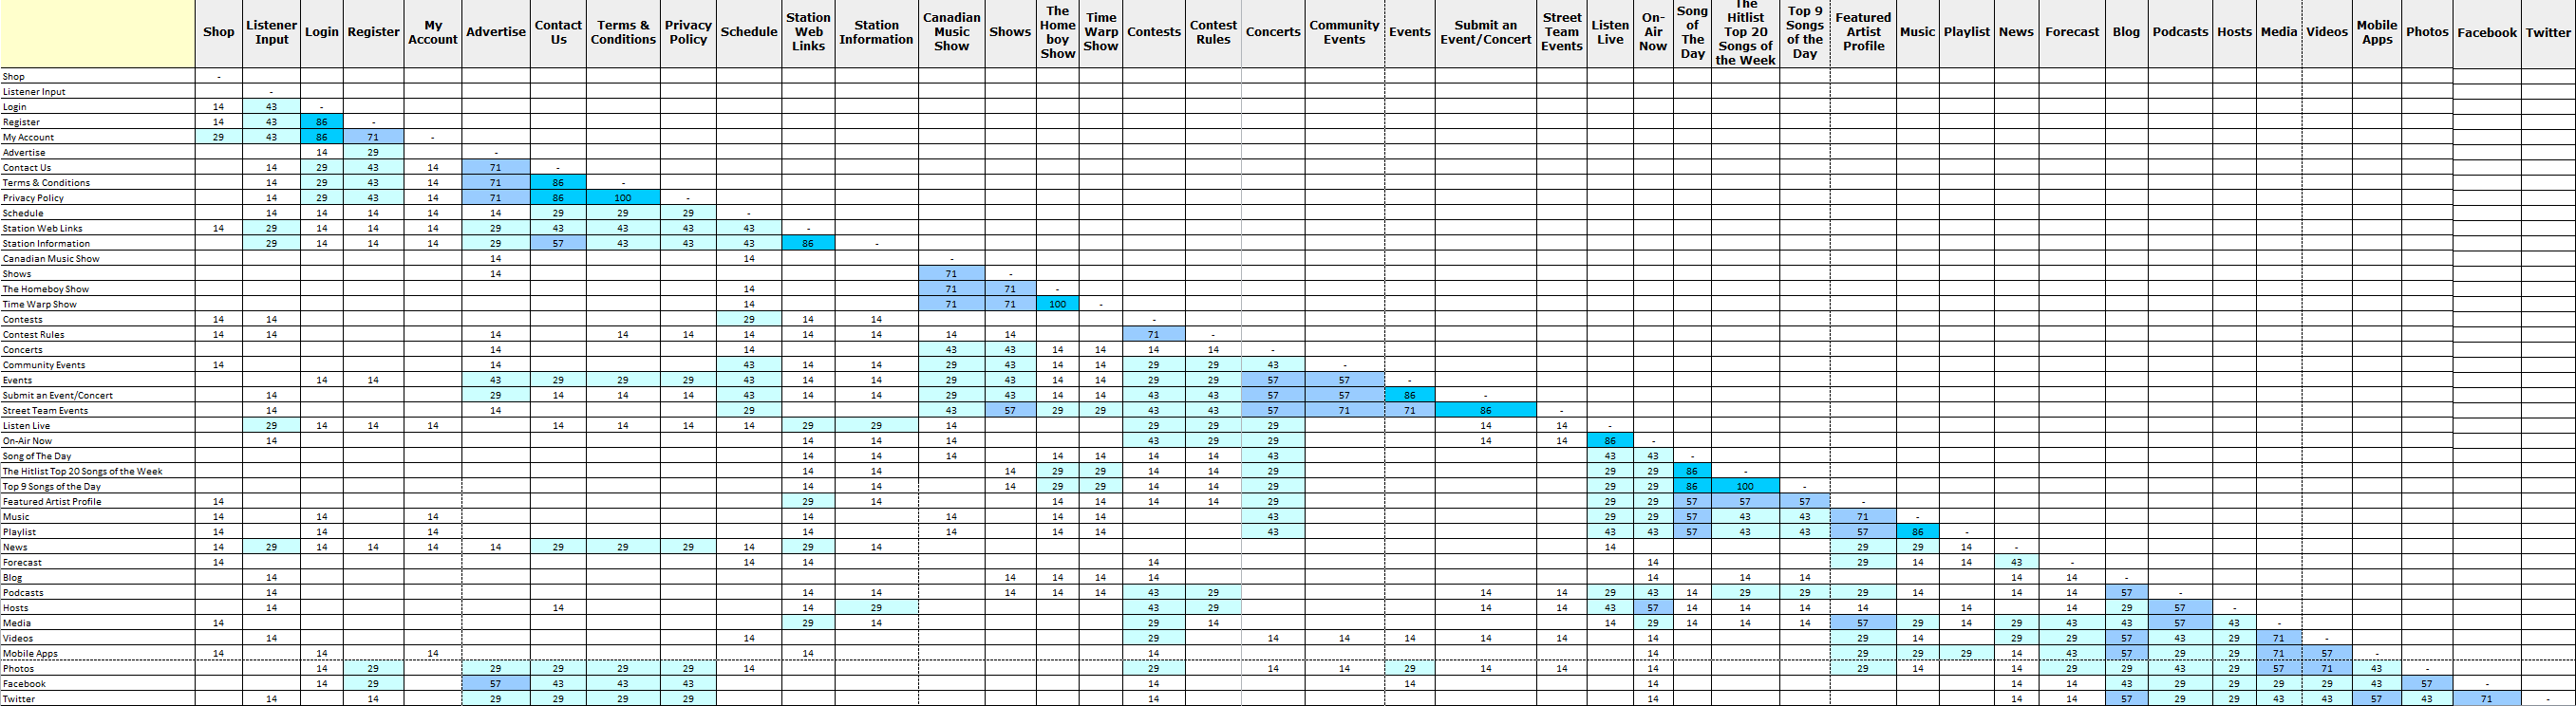 Shop Listener Input Login Register My Account Advertise Contact Us Terms & Conditions Privacy Policy Schedule Station Web Links Station Information Canadian Music Show Shows The Home boy Show Time Warp Show Contests Contest Rules Concerts Community Events Events Submit an Event/Concert Street Team Events Listen Live On-Air Now Song of The Day The Hitlist Top 20 Songs of the Week Top 9 Songs of the Day Featured Artist Profile Music Playlist News Forecast Blog Podcasts Hosts Media Videos Mobile Apps Photos Facebook Twitter
Shop -
Listener Input -
Login 14 43 -
Register 14 43 86 -
My Account 29 43 86 71 -
Advertise 14 29 -
Contact Us 14 29 43 14 71 -
Terms & Conditions 14 29 43 14 71 86 -
Privacy Policy 14 29 43 14 71 86 100 -
Schedule 14 14 14 14 14 29 29 29 -
Station Web Links 14 29 14 14 14 29 43 43 43 43 -
Station Information 29 14 14 14 29 57 43 43 43 86 -
Canadian Music Show 14 14 -
Shows 14 71 -
The Homeboy Show 14 71 71 -
Time Warp Show 14 71 71 100 -
Contests 14 14 29 14 14 -
Contest Rules 14 14 14 14 14 14 14 14 14 14 71 -
Concerts 14 14 43 43 14 14 14 14 -
Community Events 14 14 43 14 14 29 43 14 14 29 29 43 -
Events 14 14 43 29 29 29 43 14 14 29 43 14 14 29 29 57 57 -
Submit an Event/Concert 14 29 14 14 14 43 14 14 29 43 14 14 43 43 57 57 86 -
Street Team Events 14 14 29 43 57 29 29 43 43 57 71 71 86 -
Listen Live 29 14 14 14 14 14 14 14 29 29 14 29 29 29 14 14 -
On-Air Now 14 14 14 14 43 29 29 14 14 86 -
Song of The Day 14 14 14 14 14 14 14 43 43 43 -
The Hitlist Top 20 Songs of the Week 14 14 14 29 29 14 14 29 29 29 86 -
Top 9 Songs of the Day 14 14 14 29 29 14 14 29 29 29 86 100 -
Featured Artist Profile 14 29 14 14 14 14 14 29 29 29 57 57 57 -
Music 14 14 14 14 14 14 14 43 29 29 57 43 43 71 -
Playlist 14 14 14 14 14 14 14 43 43 43 57 43 43 57 86 -
News 14 29 14 14 14 14 29 29 29 14 29 14 14 29 29 14 -
Forecast 14 14 14 14 14 29 14 14 43 -
Blog 14 14 14 14 14 14 14 14 14 14 -
Podcasts 14 14 14 14 14 14 43 29 14 14 29 43 14 29 29 29 14 14 14 57 -
Hosts 14 14 14 29 43 29 14 14 43 57 14 14 14 14 14 14 29 57 -
Media 14 29 14 29 14 14 29 14 14 14 57 29 14 29 43 43 57 43 -
Videos 14 14 29 14 14 14 14 14 14 29 14 29 29 57 43 29 71 -
Mobile Apps 14 14 14 14 14 14 29 29 29 14 43 57 29 29 71 57 -
Photos 14 29 29 29 29 29 14 29 14 14 29 14 14 14 29 14 14 29 29 43 29 57 71 43 -
Facebook 14 29 57 43 43 43 14 14 14 14 14 43 29 29 29 29 43 57 -
Twitter 14 14 29 29 29 29 14 14 14 14 57 29 29 43 43 57 43 71 -